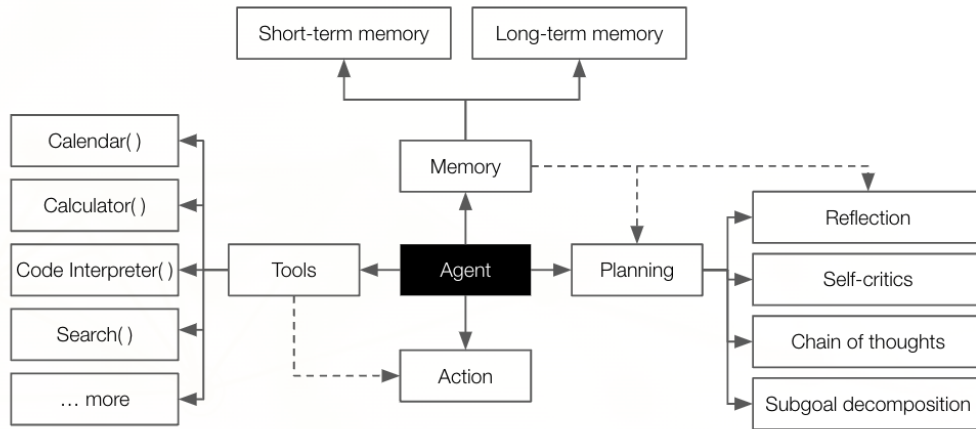 Short-term memory
Long-term memory
Calendar( )
Calculator( )
Code Interpreter( )
Search( )
... more
Memory
Tools
Agent
Planning
Action
Reflection
Self-critics
Chain of thoughts
Subgoal decomposition